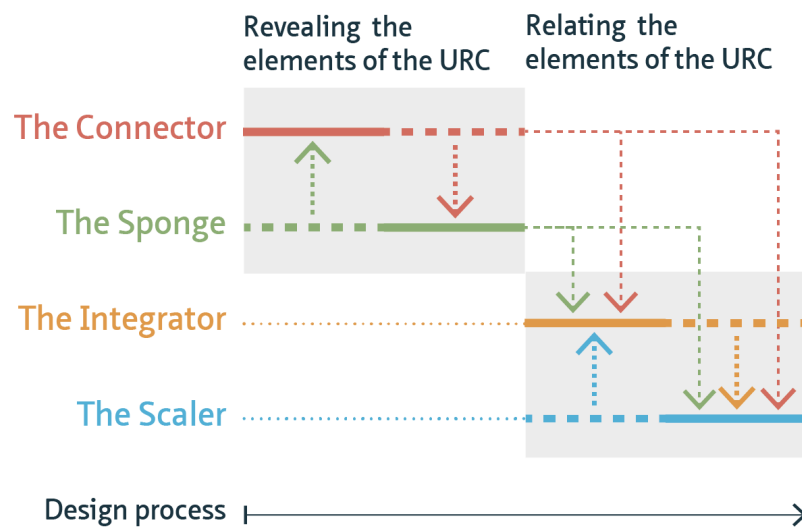 Revealing the
elements of the URC
Relating the
elements of the URC
The Connector
The Sponge
The Integrator
The Scaler
Design process